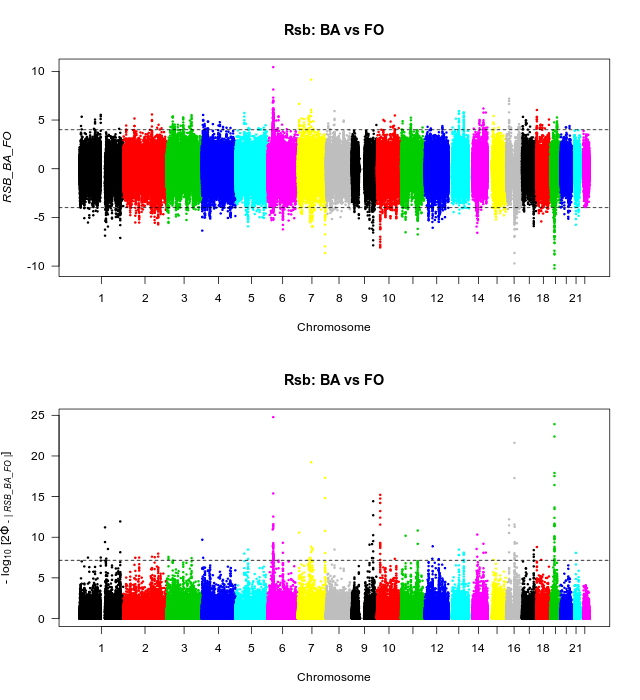 Rsb: BA vs FO
RSB_BA_FO
10
5
0
-5
-10
1 2 3 4 5 6 7 8 9 10 12 14 16 18 21
Chromosome
Rsb: BA vs FO
- log10 [2Φ - | RSB_BA_FO |]
25
20
15
10
5
0
1 2 3 4 5 6 7 8 9 10 12 14 16 18 21
Chromosome